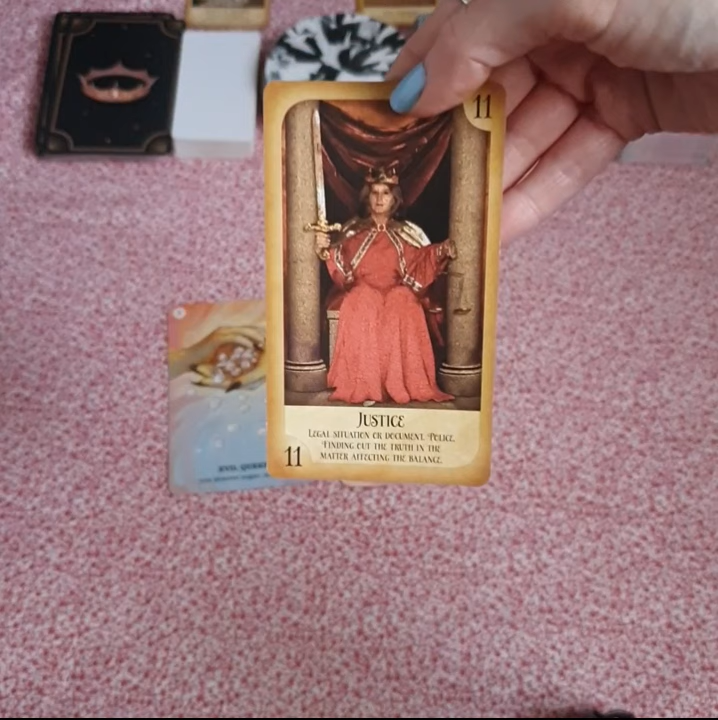 11
JUSTICE
LEGAL SITUATION OR DOCUMENT. POLICE.
FINDING OUT THE TRUTH IN THE
MATTER AFFECTING THE BALANCE.
11